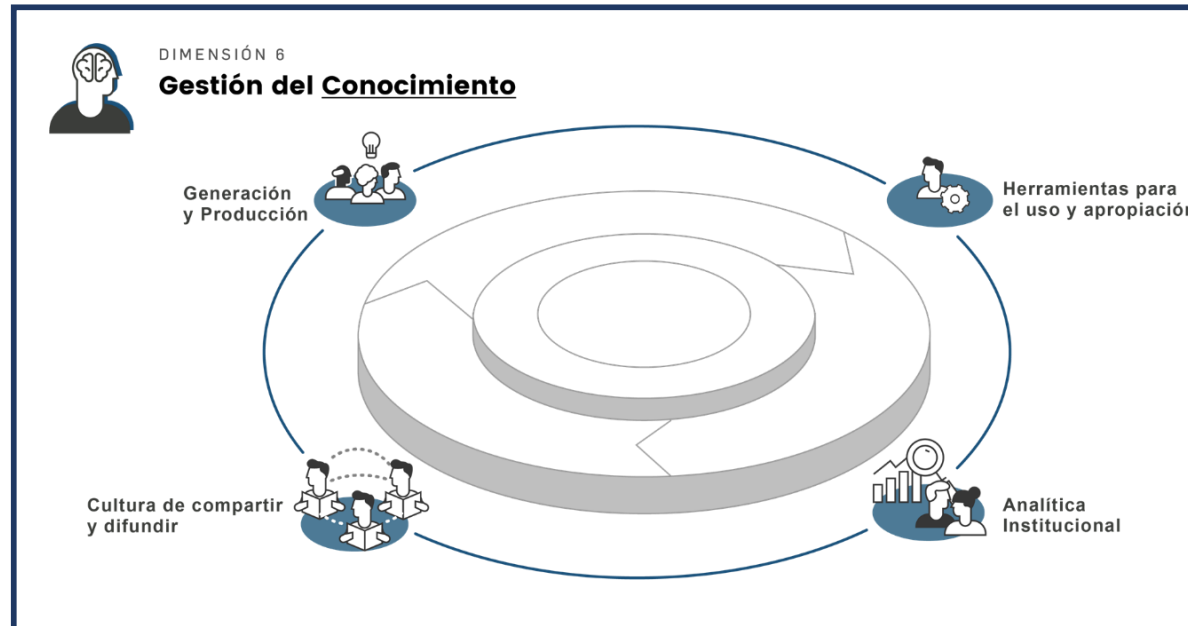 DIMENSIÓN 6
Gestión del Conocimiento
Generación
y Producción
Herramientas para
el uso y apropiación
Cultura de compartir
y difundir
Analítica
Institucional